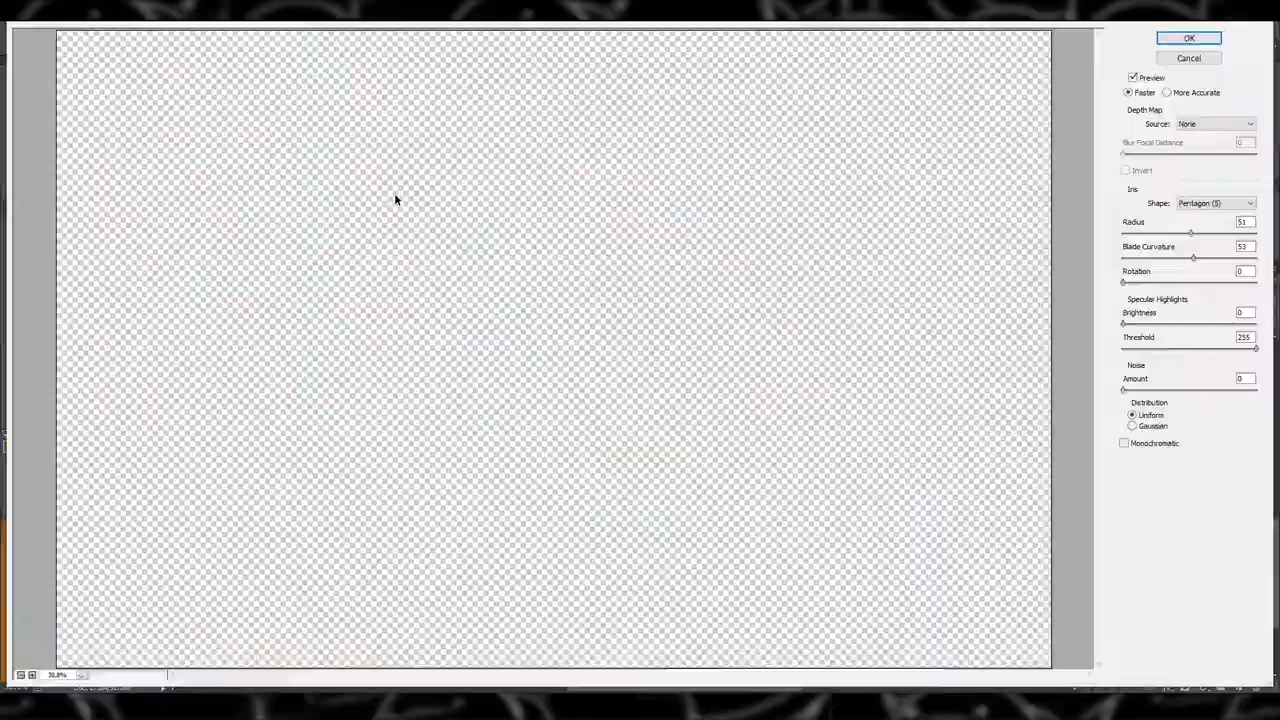 OK
Cancel
Preview
Faster More Accurate
Depth Map
Source: None
Blur Focal Distance 0
Invert
Iris
Shape: Pentagon (5)
Radius 51
Blade Curvature 53
Rotation 0
Specular Highlights
Brightness 0
Threshold 255
Noise
Amount 0
Distribution
Uniform
Gaussian
Monochromatic